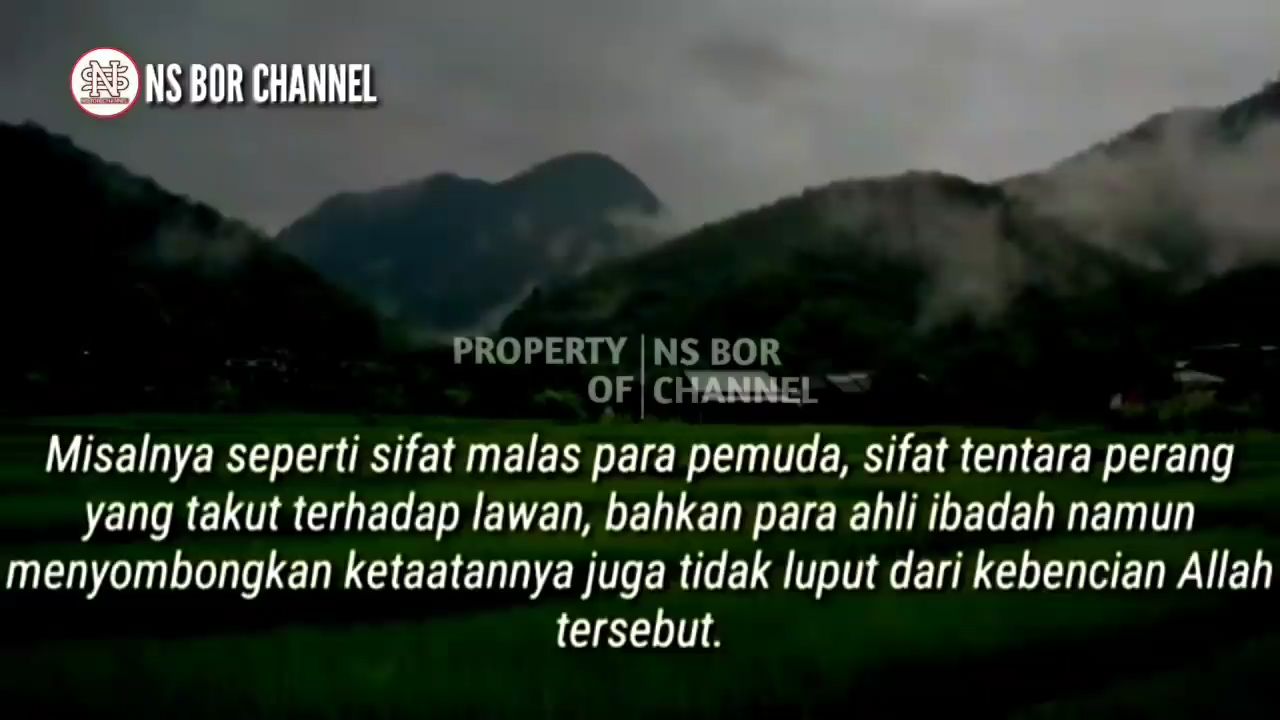 NS BOR CHANNEL
PROPERTY OF
NS BOR CHANNEL
Misalnya seperti sifat malas para pemuda, sifat tentara perang
yang takut terhadap lawan, bahkan para ahli ibadah namun
menyombongkan ketaatannya juga tidak luput dari kebencian Allah
tersebut.